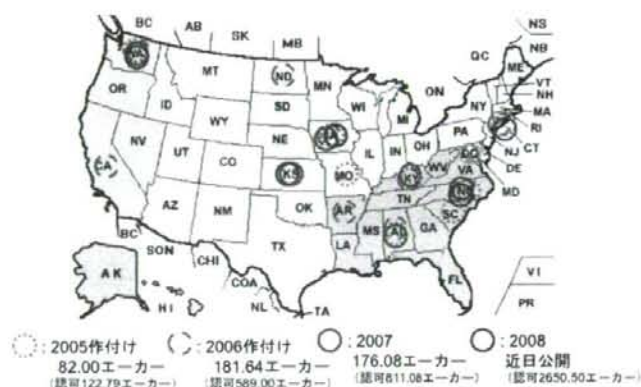 BC
AB
SK
MB
NS
NB
QC
ON
WA
MT
ND
MN
ME
VT
NH
MA
RI
CT
NJ
DE
MD
OR
ID
WY
SD
WI
MI
NY
PA
NV
UT
CO
NE
IA
IL
IN
OH
WV
VA
CA
KS
MO
KY
NC
TN
SC
AZ
NM
OK
AR
MS
AL
GA
TX
LA
FL
BC
SON
CHI
COA
NL
TA
AK
HI
VI
PR
2005作付け
82.00エーカー
(認可122.79エーカー)
2006作付け
181.64エーカー
(認可589.00エーカー)
2007
176.08エーカー
(認可811.08エーカー)
2008
近日公開
(認可2650.50エーカー)